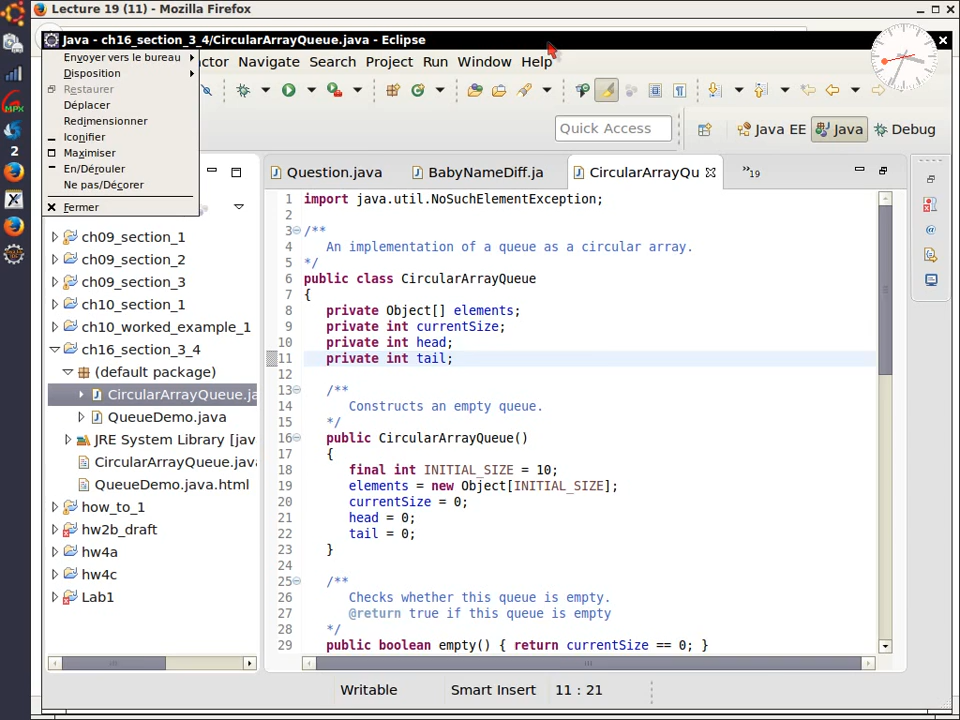 Lecture 19 (11) - Mozilla Firefox
Java - ch16_section_3_4/CircularArrayQueue.java - Eclipse
Envoyer vers le bureau
Disposition
Restaurer
Déplacer
Redimensionner
Iconifier
Maximiser
En/Dérouler
Ne pas/Décorer
Fermer
actor Navigate Search Project Run Window Help
Quick Access
Java EE
Java
Debug
MPX
2
Question.java
BabyNameDiff.ja
CircularArrayQu
»19
ch09_section_1
ch09_section_2
ch09_section_3
ch10_section_1
ch10_worked_example_1
ch16_section_3_4
(default package)
CircularArrayQueue.ja
QueueDemo.java
JRE System Library [jav
CircularArrayQueue.java
QueueDemo.java.html
how_to_1
hw2b_draft
hw4a
hw4c
Lab1
1 import java.util.NoSuchElementException;
2
3 /**
4 An implementation of a queue as a circular array.
5 */
6 public class CircularArrayQueue
7 {
8 private Object[] elements;
9 private int currentSize;
10 private int head;
11 private int tail;
12
13 /**
14 Constructs an empty queue.
15 */
16 public CircularArrayQueue()
17 {
18 final int INITIAL_SIZE = 10;
19 elements = new Object[INITIAL_SIZE];
20 currentSize = 0;
21 head = 0;
22 tail = 0;
23 }
24
25 /**
26 Checks whether this queue is empty.
27 @return true if this queue is empty
28 */
29 public boolean empty() { return currentSize == 0; }
Writable
Smart Insert
11 : 21